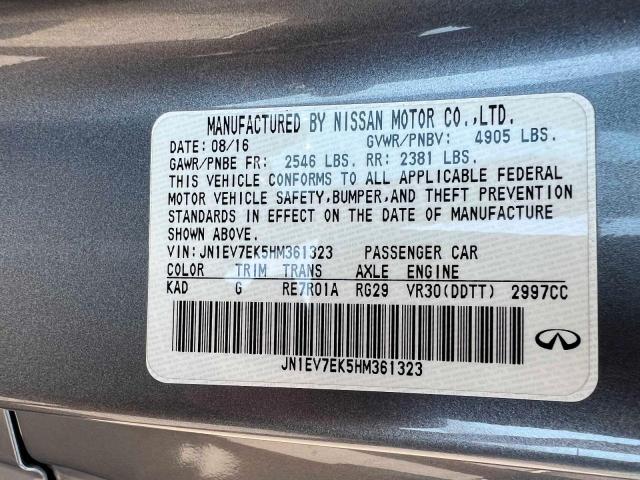 MANUFACTURED BY NISSAN MOTOR CO.,LTD.
DATE: 08/16 GVWR/PNBV: 4905 LBS.
GAWR/PNBE FR: 2546 LBS. RR: 2381 LBS.
THIS VEHICLE CONFORMS TO ALL APPLICABLE FEDERAL
MOTOR VEHICLE SAFETY,BUMPER,AND THEFT PREVENTION
STANDARDS IN EFFECT ON THE DATE OF MANUFACTURE
SHOWN ABOVE.
VIN:JN1EV7EK5HM361323 PASSENGER CAR
COLOR TRIM TRANS AXLE ENGINE
KAD G RE7R01A RG29 VR30(DDTT) 2997CC
JN1EV7EK5HM361323